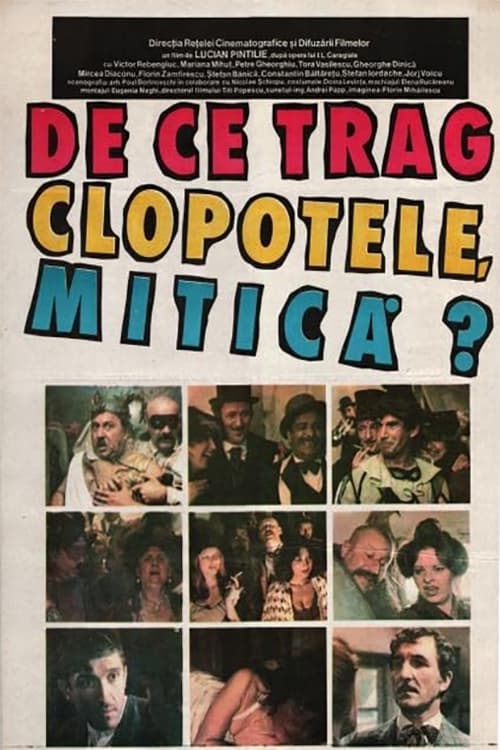 Direcția Rețelei Cinematografice și Difuzării Filmelor
un film de LUCIAN PINTILIE, după opera lui I.L. Caragiale
cu Victor Rebengiuc, Mariana Mihuț, Petre Gheorghiu, Tora Vasilescu, Gheorghe Dinică
Mircea Diaconu, Florin Zamfirescu, Ștefan Bănică, Constantin Băltărețu, Ștefan Iordache, Jorj Voicu
scenografia: arh. Paul Bortnovschi în colaborare cu Nicolae Schiopu, costumele Doina Levintza, machiajul Elena Rucăreanu
montajul: Eugenia Naghi, directorul filmului Titi Popescu, sunetul-ing. Andrei Papp, imaginea-Florin Mihăilescu
DE CE TRAG
CLOPOTELE,
MITICĂ ?